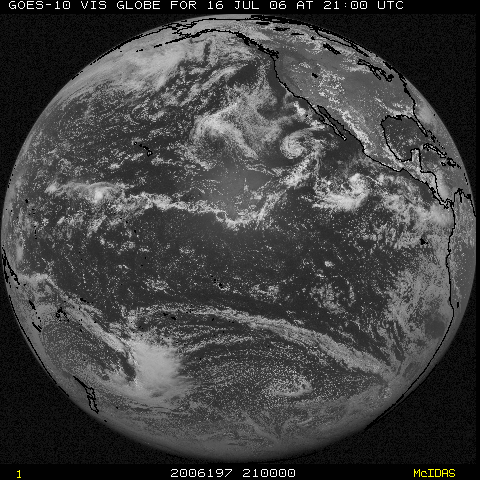 GOES-10 VIS GLOBE FOR 16 JUL 06 AT 21:00 UTC
1 2006197 210000 McIDAS